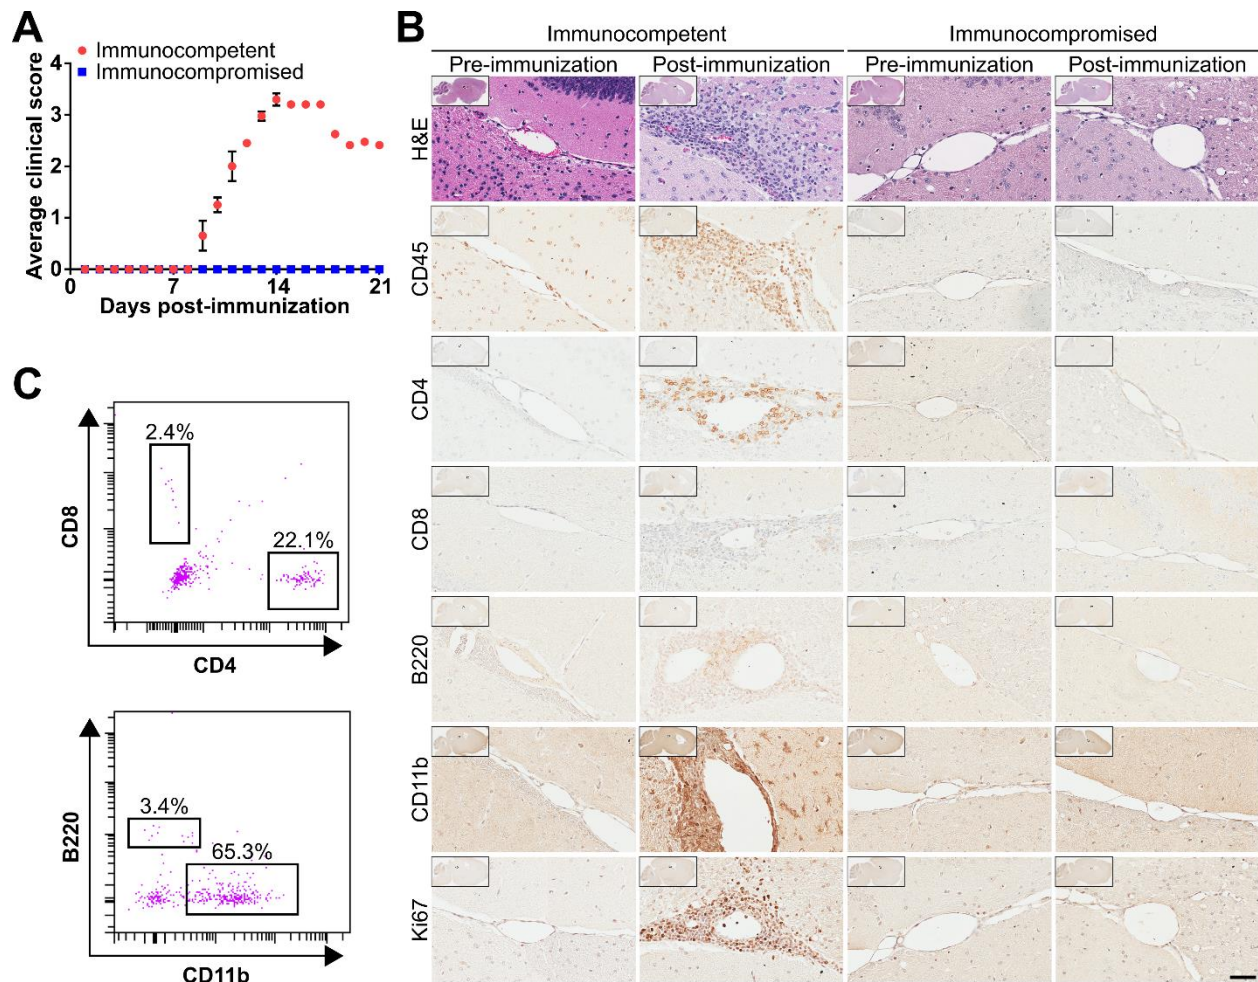 A
Immunocompetent
Immunocompromised
Average clinical score
4
3
2
1
0
0
7
14
21
Days post-immunization
B
Immunocompetent
Immunocompromised
Pre-immunization
Post-immunization
Pre-immunization
Post-immunization
H&E
CD45
CD4
CD8
B220
CD11b
Ki67
C
2.4%
22.1%
CD8
CD4
3.4%
65.3%
B220
CD11b